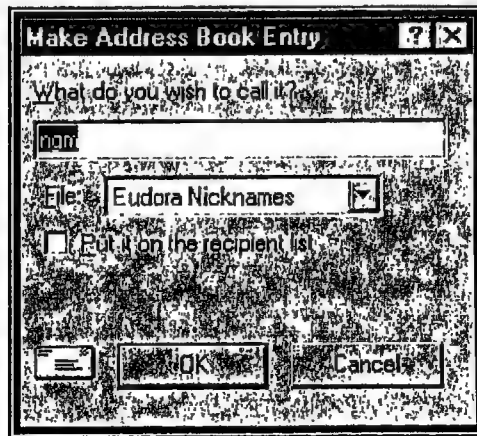 Make Address Book Entry
What do you wish to call it?
File: Eudora Nicknames
Put it on the recipient list
OK Cancel